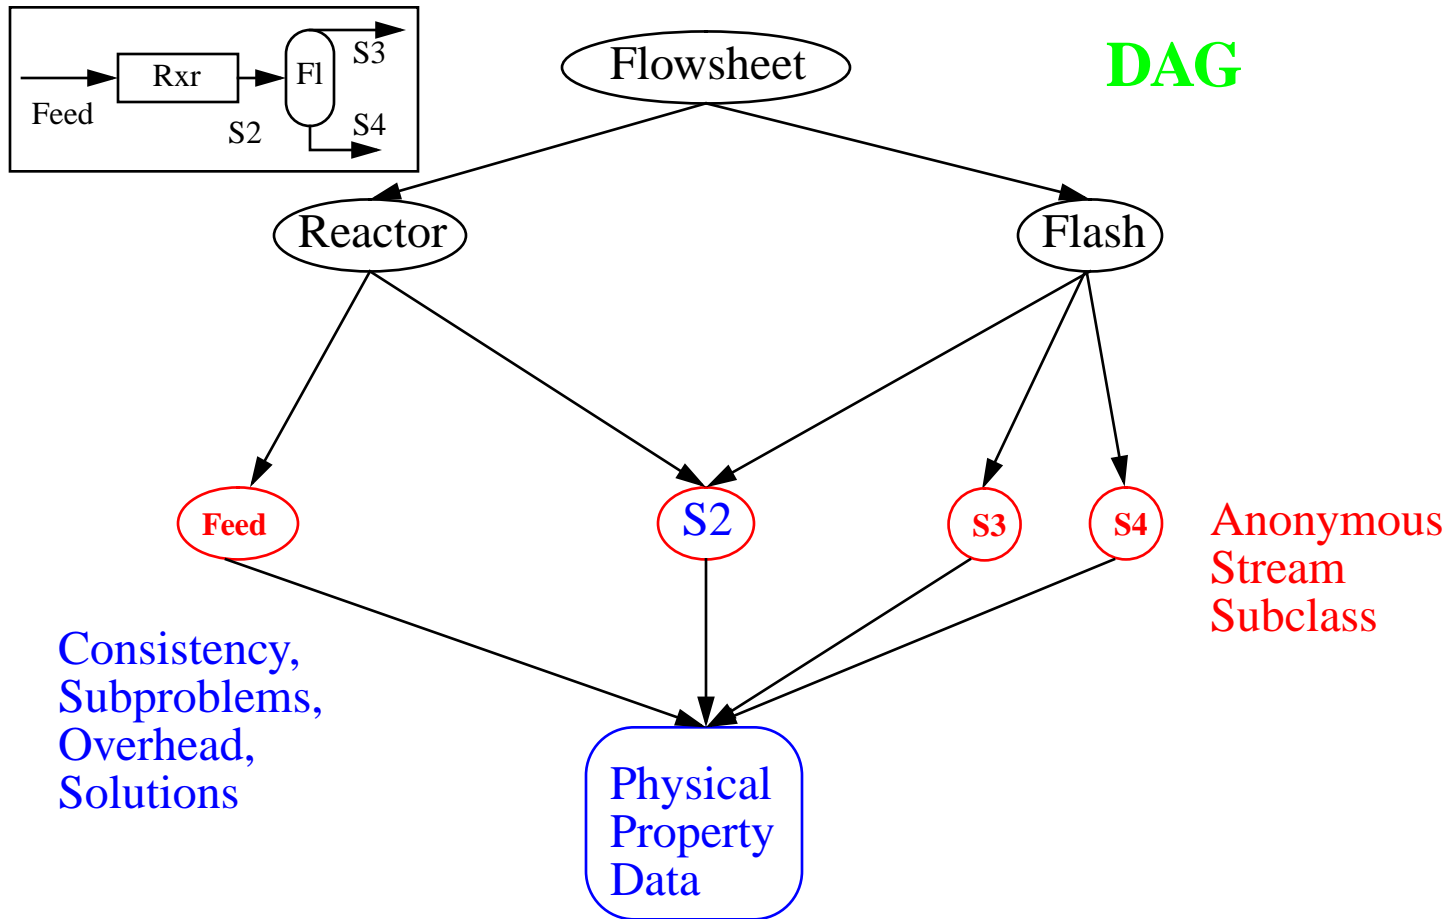 S3
Rxr
Fl
Feed
S2
S4
Flowsheet
DAG
Reactor
Flash
Feed
S2
S3
S4
Anonymous
Stream
Subclass
Consistency,
Subproblems,
Overhead,
Solutions
Physical
Property
Data